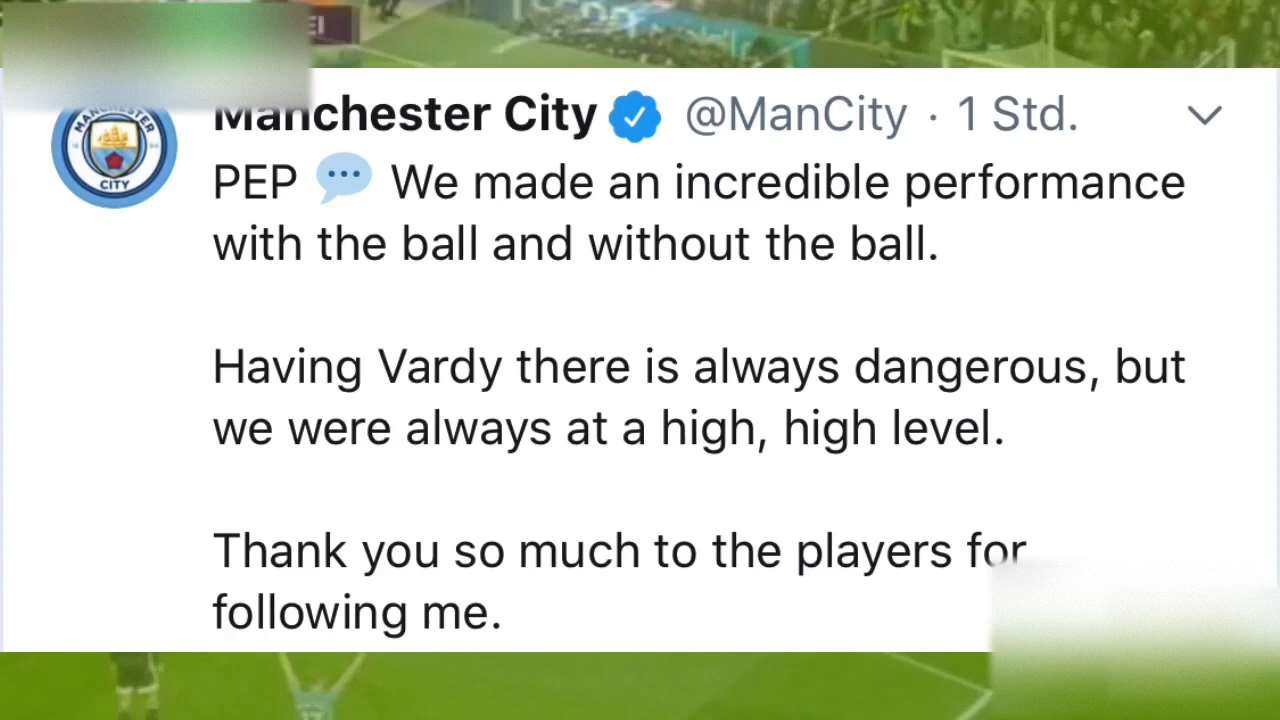 Manchester City @ManCity · 1 Std.
PEP 💬 We made an incredible performance
with the ball and without the ball.
Having Vardy there is always dangerous, but
we were always at a high, high level.
Thank you so much to the players for
following me.
MANCHESTER
CITY